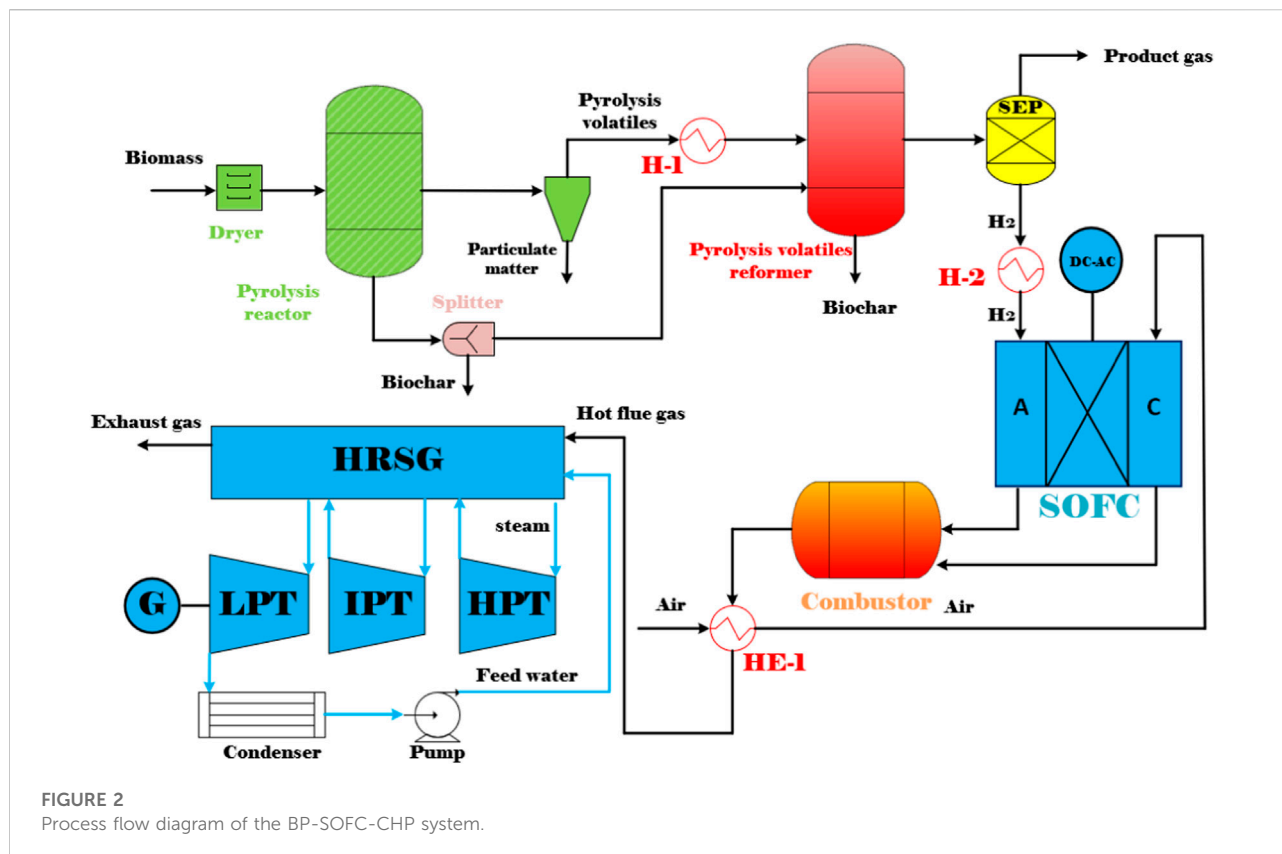 Product gas
Pyrolysis
volatiles
SEP
Biomass
H-1
H2
Dryer
Particulate
matter
Pyrolysis volatiles
reformer
H-2
DC-AC
Pyrolysis
reactor
Splitter
Biochar
H2
Biochar
A
C
Exhaust gas
Hot flue gas
HRSG
SOFC
steam
G
LPT
IPT
HPT
Combustor
Air
Air
HE-1
Feed water
Condenser
Pump
FIGURE 2
Process flow diagram of the BP-SOFC-CHP system.